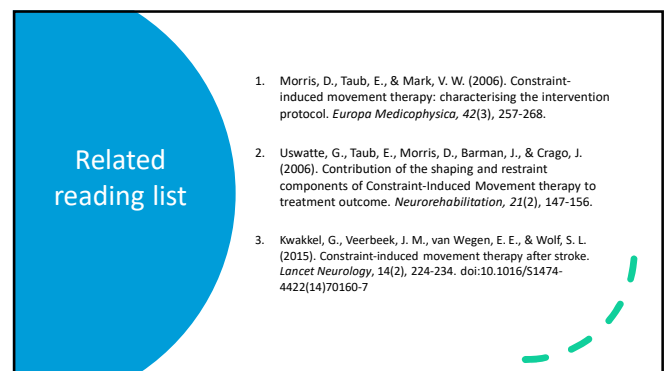 Related
reading list
1. Morris, D., Taub, E., & Mark, V. W. (2006). Constraint-
induced movement therapy: characterising the intervention
protocol. Europa Medicophysica, 42(3), 257-268.
2. Uswatte, G., Taub, E., Morris, D., Barman, J., & Crago, J.
(2006). Contribution of the shaping and restraint
components of Constraint-Induced Movement therapy to
treatment outcome. Neurorehabilitation, 21(2), 147-156.
3. Kwakkel, G., Veerbeek, J. M., van Wegen, E. E., & Wolf, S. L.
(2015). Constraint-induced movement therapy after stroke.
Lancet Neurology, 14(2), 224-234. doi:10.1016/S1474-
4422(14)70160-7